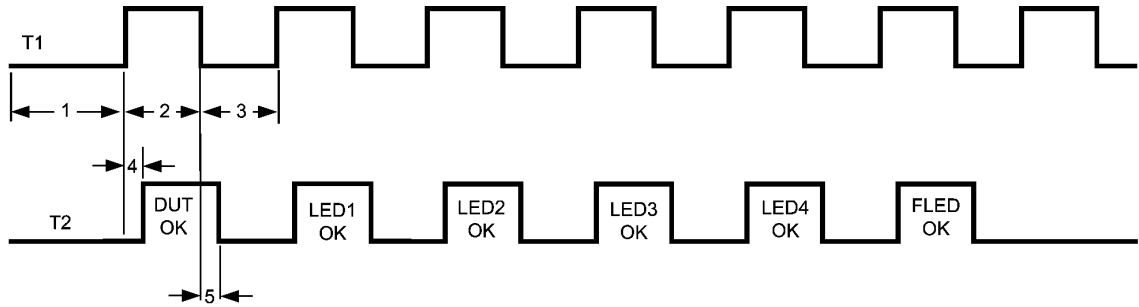 T1
1 2 3
4
T2
DUT OK
LED1 OK
LED2 OK
LED3 OK
LED4 OK
FLED OK
5